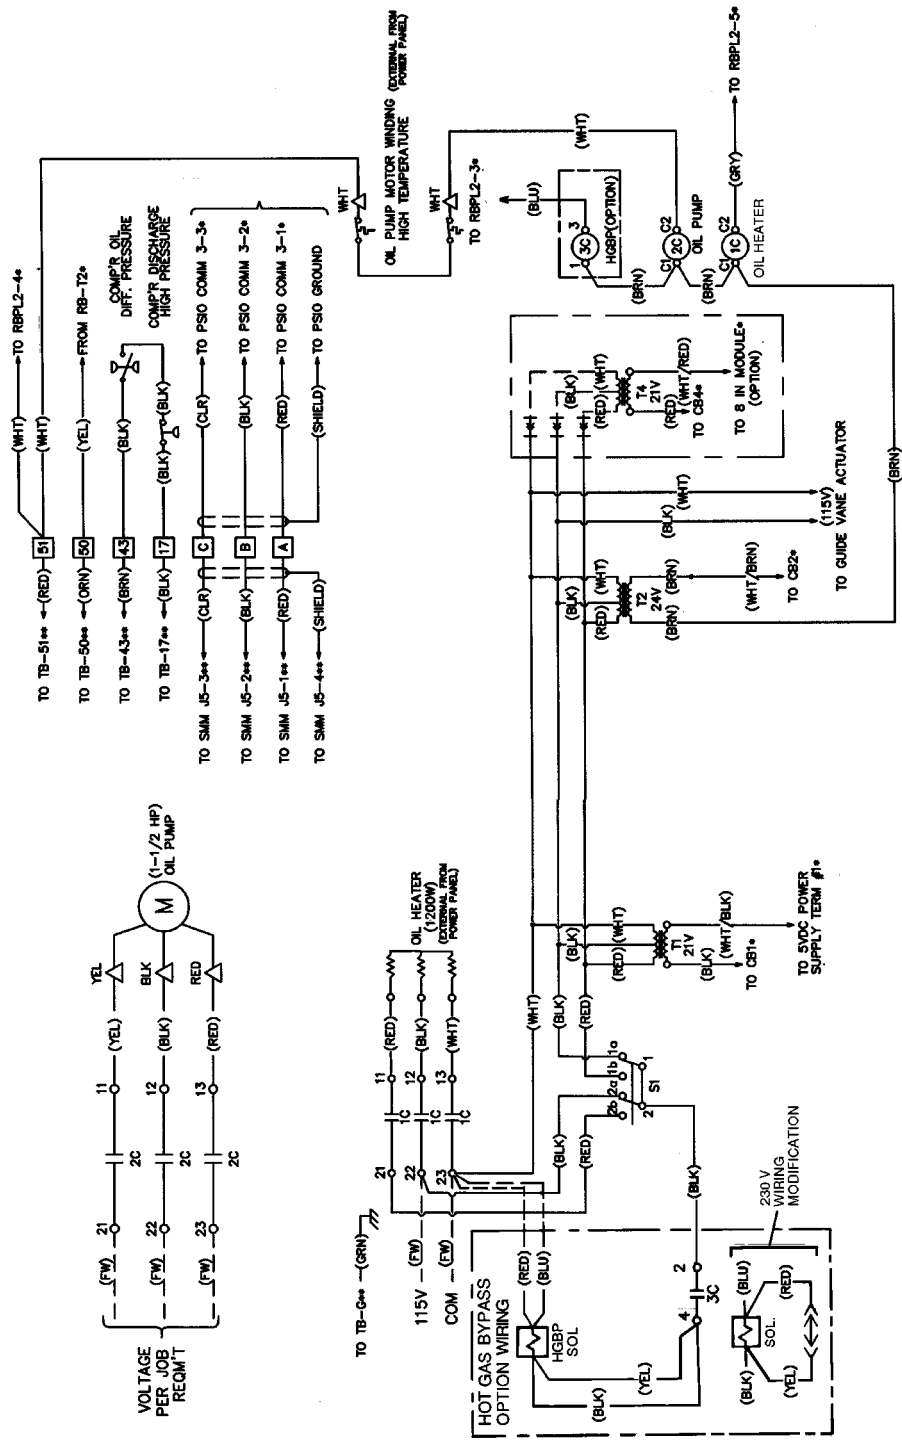 VOLTAGE
PER JOB
REQM'T
(FW)
(FW)
(FW)
21
22
23
2C
2C
2C
11
12
13
(YEL)
(BLK)
(RED)
YEL
BLK
RED
M
(1-1/2 HP)
OIL PUMP
TO TB-51** (RED) 51 (WHT) TO RBPL2-4*
(WHT)
TO TB-50** (ORN) 50 (YEL) FROM RB-T2*
TO TB-43** (BRN) 43 (BLK)
COMP'R OIL
DIFF. PRESSURE
TO TB-17** (BLK) 17 (BLK) (BLK)
COMP'R DISCHARGE
HIGH PRESSURE
TO SMM J5-3** (CLR) C (CLR) TO PSIO COMM 3-3*
TO SMM J5-2** (BLK) B (BLK) TO PSIO COMM 3-2*
TO SMM J5-1** (RED) A (RED) TO PSIO COMM 3-1*
TO SMM J5-4** (SHIELD) (SHIELD) TO PSIO GROUND
WHT
OIL PUMP MOTOR WINDING (EXTERNAL FROM
HIGH TEMPERATURE POWER PANEL)
WHT
TO RBPL2-3*
(WHT)
(BLU)
1
3C
3
HGBP(OPTION)
(BRN)
C1
2C
C2
OIL PUMP
(BRN)
C1
1C
C2
OIL HEATER
(GRY)
TO RBPL2-5*
(BRN)
TO TB-G** (GRN)
115V (FW)
COM (FW)
21
22
23
1C
1C
1C
11
12
13
(RED)
(BLK)
(WHT)
OIL HEATER
(1200W)
(EXTERNAL FROM
POWER PANEL)
(WHT)
(BLK)
(RED)
(BLK)
(RED)
2b
2a
1b
1a
2
1
S1
(BLK)
(RED)
(BLK)
(WHT)
T1
21V
(BLK)
(WHT/BLK)
TO CB1*
TO 5VDC POWER
SUPPLY TERM #1*
(RED)
(BLK)
(WHT)
T2
24V
(BRN)
(BRN)
(WHT/BRN)
TO CB2*
(BLK)
(WHT)
(115V)
TO GUIDE VANE ACTUATOR
(RED)
(BLK)
(WHT)
T4
21V
(RED)
(WHT/RED)
TO CB4*
TO 8 IN MODULE*
(OPTION)
HOT GAS BYPASS
OPTION WIRING
(RED)
(BLU)
HGBP
SOL
(YEL)
(BLK)
4
3C
2
(BLK)
SOL.
(BLU)
(RED)
(YEL)
230 V
WIRING
MODIFICATION